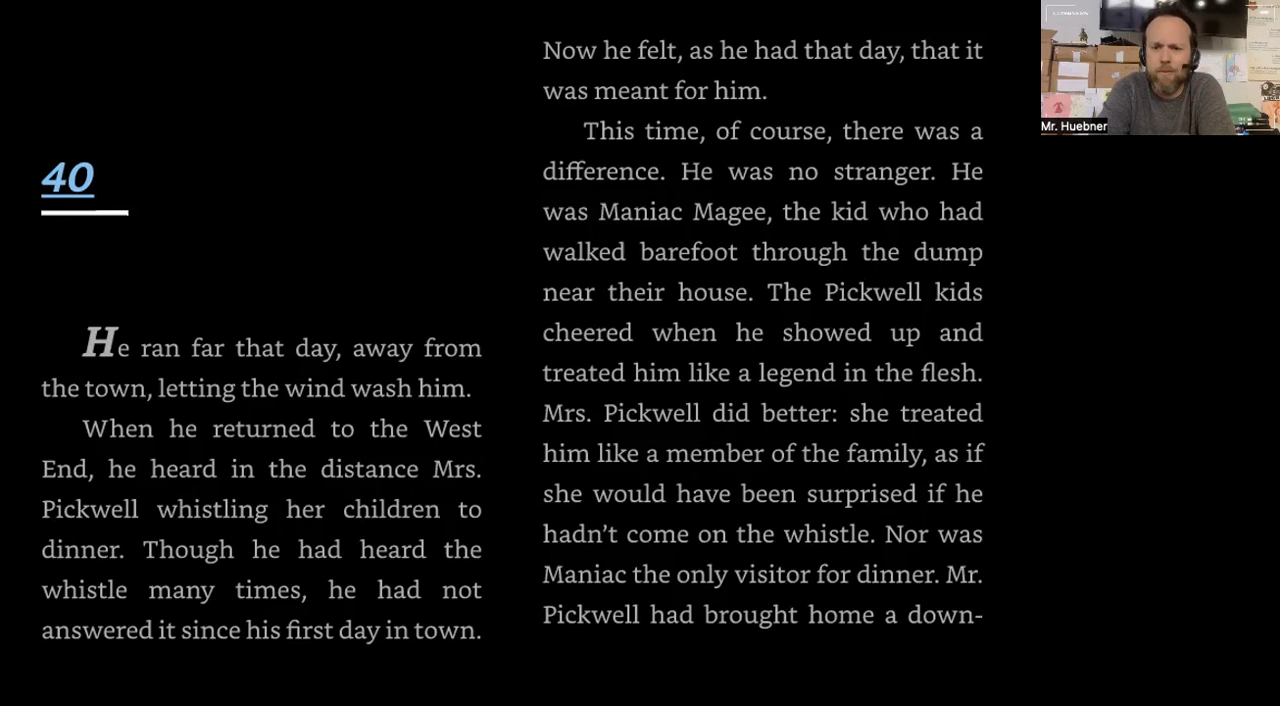 40
He ran far that day, away from
the town, letting the wind wash him.
When he returned to the West
End, he heard in the distance Mrs.
Pickwell whistling her children to
dinner. Though he had heard the
whistle many times, he had not
answered it since his first day in town.
Now he felt, as he had that day, that it
was meant for him.
This time, of course, there was a
difference. He was no stranger. He
was Maniac Magee, the kid who had
walked barefoot through the dump
near their house. The Pickwell kids
cheered when he showed up and
treated him like a legend in the flesh.
Mrs. Pickwell did better: she treated
him like a member of the family, as if
she would have been surprised if he
hadn't come on the whistle. Nor was
Maniac the only visitor for dinner. Mr.
Pickwell had brought home a down-
Mr. Huebner